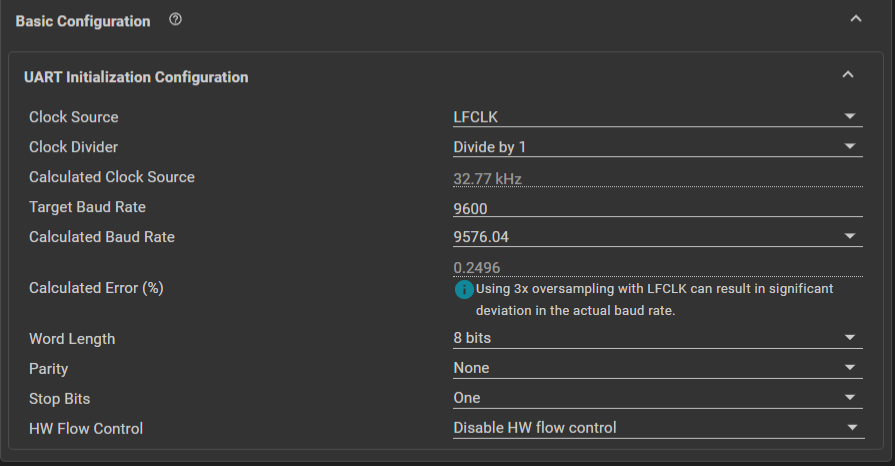 Basic Configuration
UART Initialization Configuration
Clock Source LFCLK
Clock Divider Divide by 1
Calculated Clock Source 32.77 kHz
Target Baud Rate 9600
Calculated Baud Rate 9576.04
0.2496
Calculated Error (%) Using 3x oversampling with LFCLK can result in significant
deviation in the actual baud rate.
Word Length 8 bits
Parity None
Stop Bits One
HW Flow Control Disable HW flow control